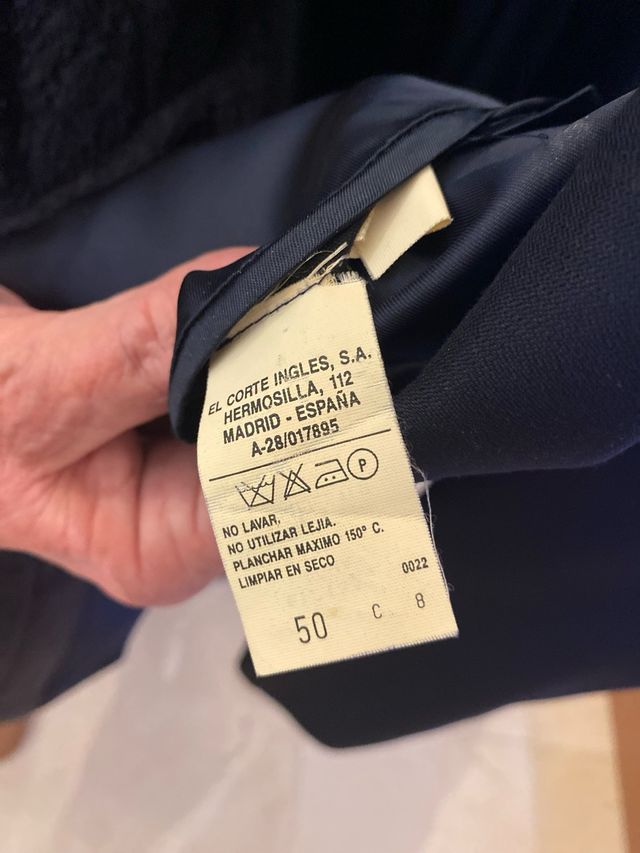 EL CORTE INGLES, S.A.
HERMOSILLA, 112
MADRID - ESPAÑA
A-28/017895
P
NO LAVAR,
NO UTILIZAR LEJIA.
PLANCHAR MAXIMO 150º C.
LIMPIAR EN SECO
0022
50 C 8